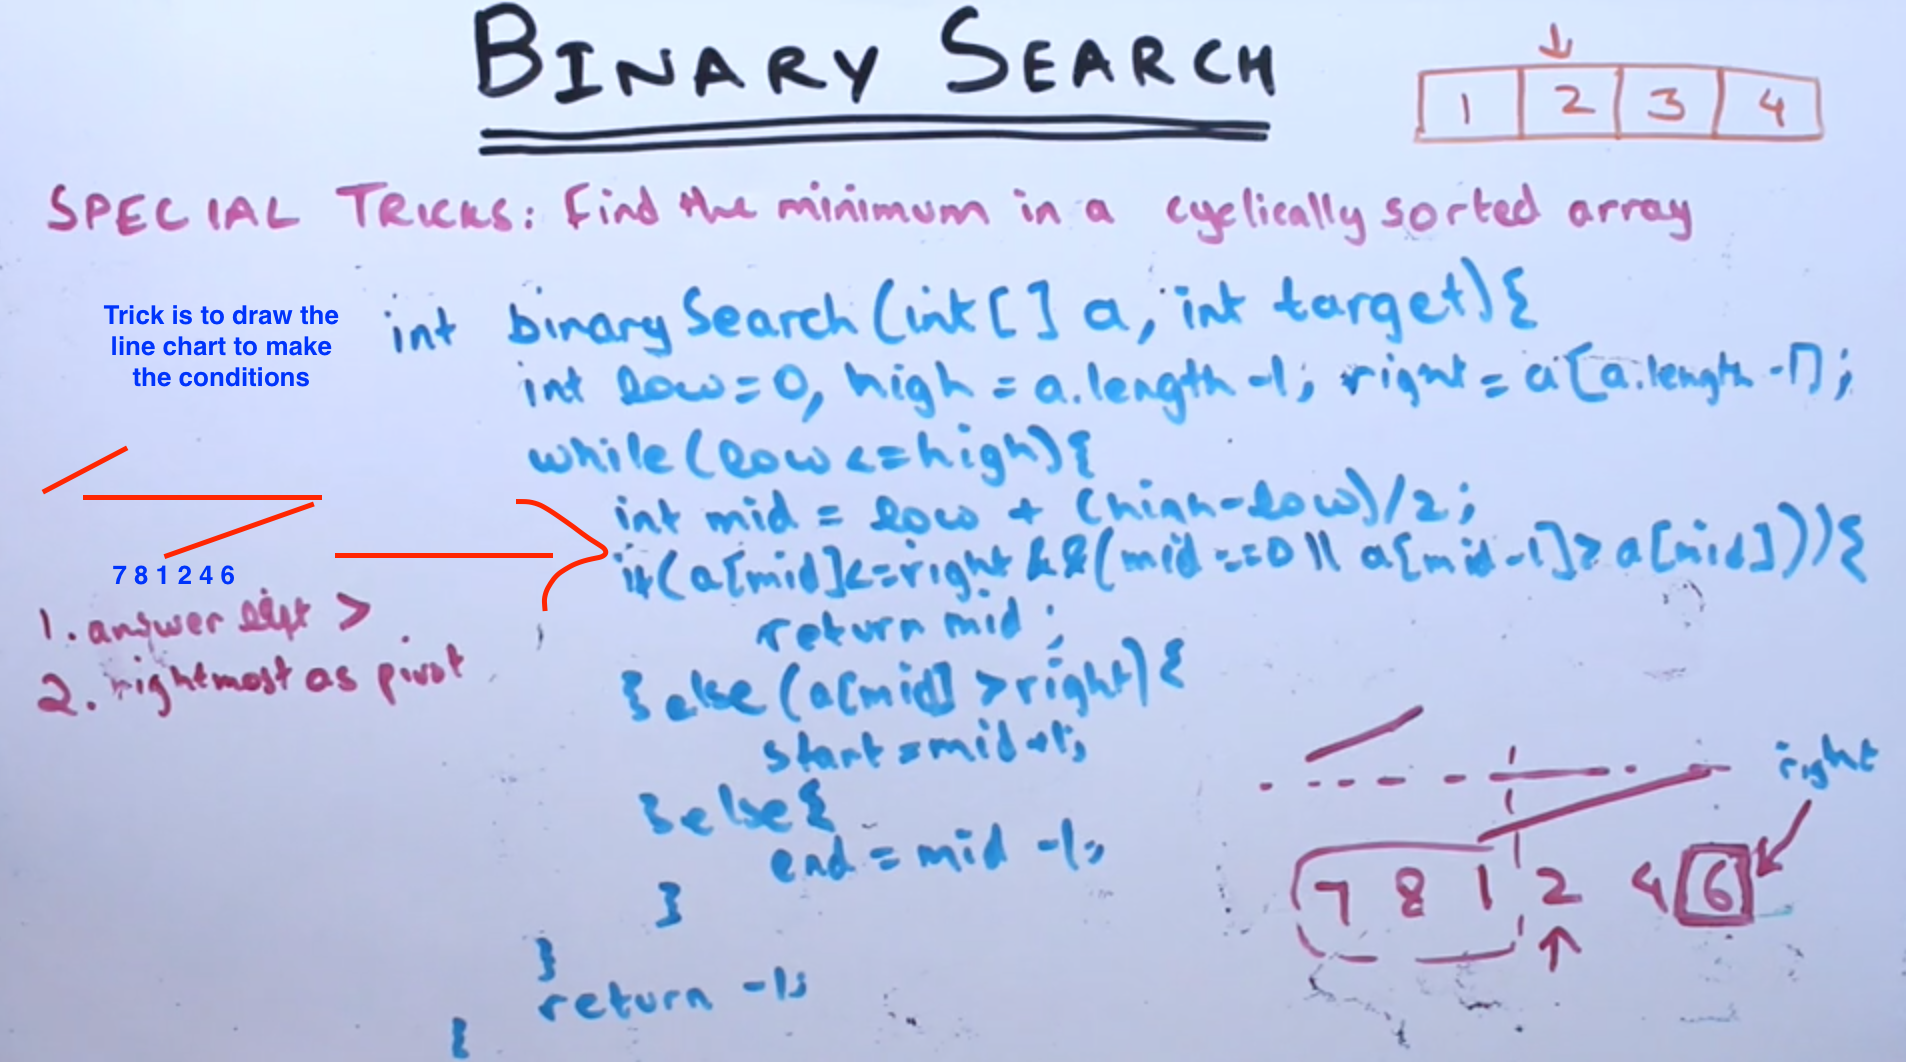 BINARY SEARCH
1 2 3 4
SPECIAL TRICKS: Find the minimum in a cyclically sorted array
Trick is to draw the
line chart to make
the conditions
int binarySearch(int[] a, int target){
int low=0, high = a.length-1, right = a[a.length-1];
while(low<=high){
int mid = low + (high-low)/2;
if(a[mid]<=right &&(mid==0 || a[mid-1]> a[mid])){
return mid;
}else(a[mid] >right){
start=mid+1;
}else{
end = mid -1;
}
}
return -1;
{
7 8 1 2 4 6
1. answer left >
2. rightmost as pivot
right
7 8 1 2 4 6